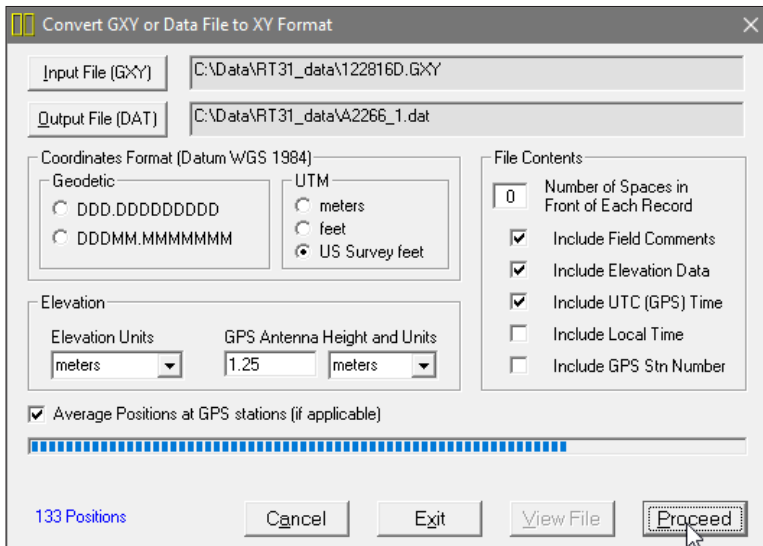 Convert GXY or Data File to XY Format
Input File (GXY)
C:\Data\RT31_data\122816D.GXY
Output File (DAT)
C:\Data\RT31_data\A2266_1.dat
Coordinates Format (Datum WGS 1984)
Geodetic
DDD.DDDDDDDDD
DDDMM.MMMMMMM
UTM
meters
feet
US Survey feet
File Contents
0
Number of Spaces in
Front of Each Record
Include Field Comments
Include Elevation Data
Include UTC (GPS) Time
Include Local Time
Include GPS Stn Number
Elevation
Elevation Units
meters
GPS Antenna Height and Units
1.25
meters
Average Positions at GPS stations (if applicable)
133 Positions
Cancel
Exit
View File
Proceed